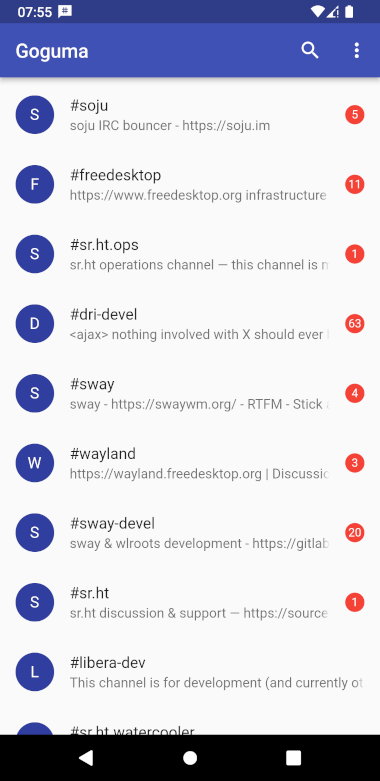 07:55
Goguma
S
#soju
soju IRC bouncer - https://soju.im
5
F
#freedesktop
https://www.freedesktop.org infrastructure
11
S
#sr.ht.ops
sr.ht operations channel — this channel is
1
D
#dri-devel
<ajax> nothing involved with X should ever
63
S
#sway
sway - https://swaywm.org/ - RTFM - Stick
4
W
#wayland
https://wayland.freedesktop.org | Discussic
3
S
#sway-devel
sway & wlroots development - https://gitlab
20
S
#sr.ht
sr.ht discussion & support — https://source
1
L
#libera-dev
This channel is for development (and currently ot
#sr.ht.watercooler